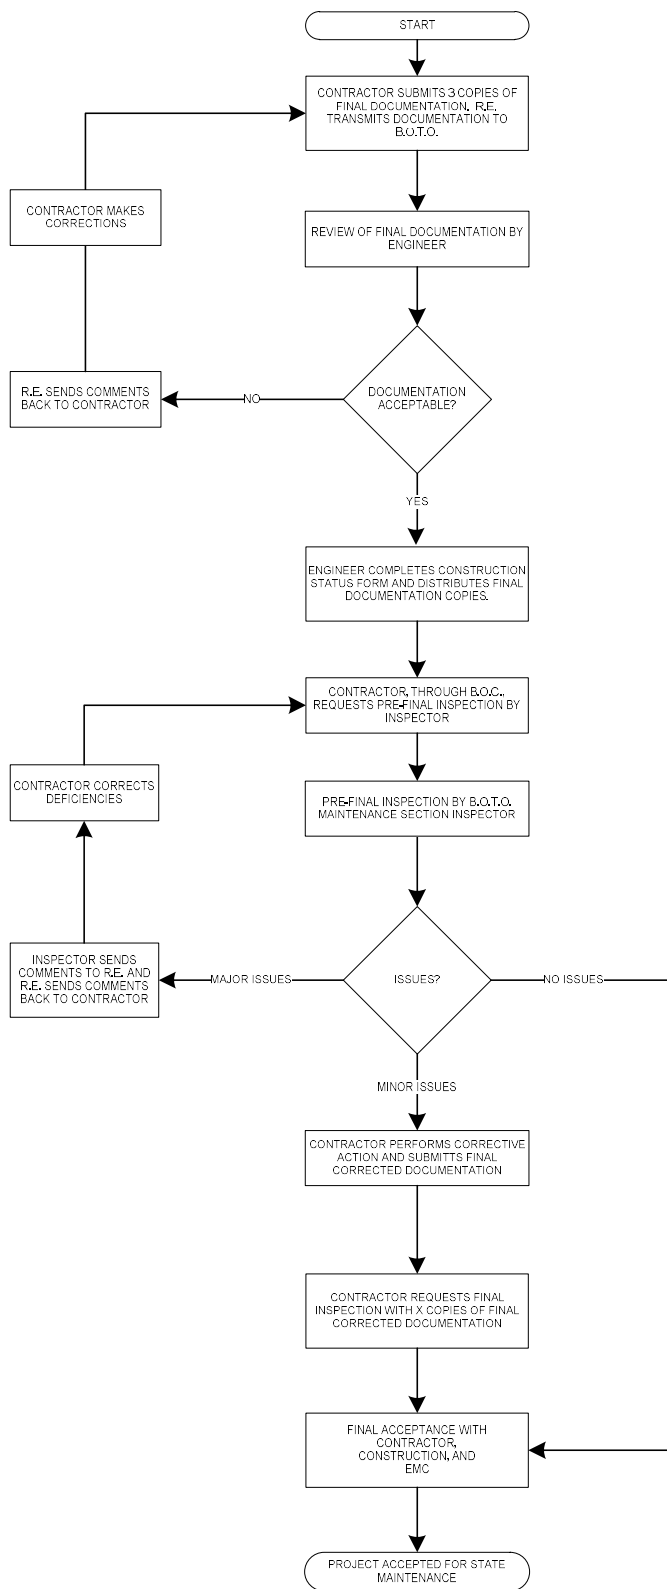 START
CONTRACTOR SUBMITS 3 COPIES OF
FINAL DOCUMENTATION, R.E.
TRANSMITS DOCUMENTATION TO
B.O.T.O.
CONTRACTOR MAKES
CORRECTIONS
REVIEW OF FINAL DOCUMENTATION BY
ENGINEER
R.E. SENDS COMMENTS
BACK TO CONTRACTOR
NO
DOCUMENTATION
ACCEPTABLE?
YES
ENGINEER COMPLETES CONSTRUCTION
STATUS FORM AND DISTRIBUTES FINAL
DOCUMENTATION COPIES.
CONTRACTOR, THROUGH B.O.C.,
REQUESTS PRE-FINAL INSPECTION BY
INSPECTOR
CONTRACTOR CORRECTS
DEFICIENCIES
PRE-FINAL INSPECTION BY B.O.T.O.
MAINTENANCE SECTION INSPECTOR
INSPECTOR SENDS
COMMENTS TO R.E. AND
R.E. SENDS COMMENTS
BACK TO CONTRACTOR
MAJOR ISSUES
ISSUES?
NO ISSUES
MINOR ISSUES
CONTRACTOR PERFORMS CORRECTIVE
ACTION AND SUBMITTS FINAL
CORRECTED DOCUMENTATION
CONTRACTOR REQUESTS FINAL
INSPECTION WITH X COPIES OF FINAL
CORRECTED DOCUMENTATION
FINAL ACCEPTANCE WITH
CONTRACTOR,
CONSTRUCTION, AND
EMC
PROJECT ACCEPTED FOR STATE
MAINTENANCE